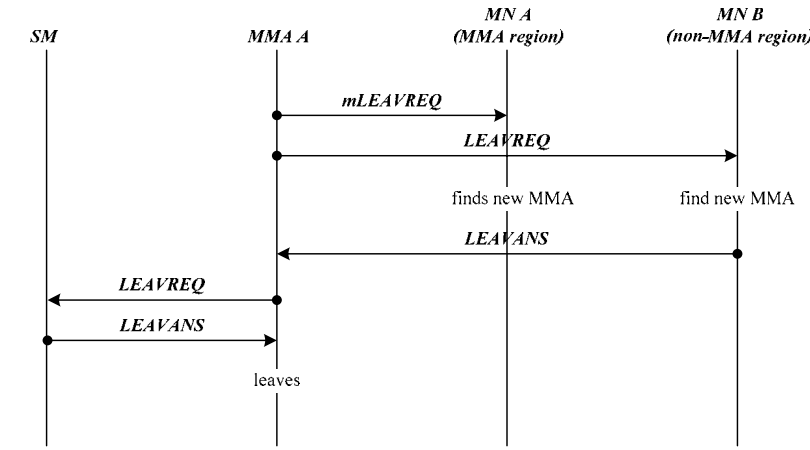 SM
MMA A
MN A
(MMA region)
MN B
(non-MMA region)
mLEAVREQ
LEAVREQ
finds new MMA
find new MMA
LEAVANS
LEAVREQ
LEAVANS
leaves